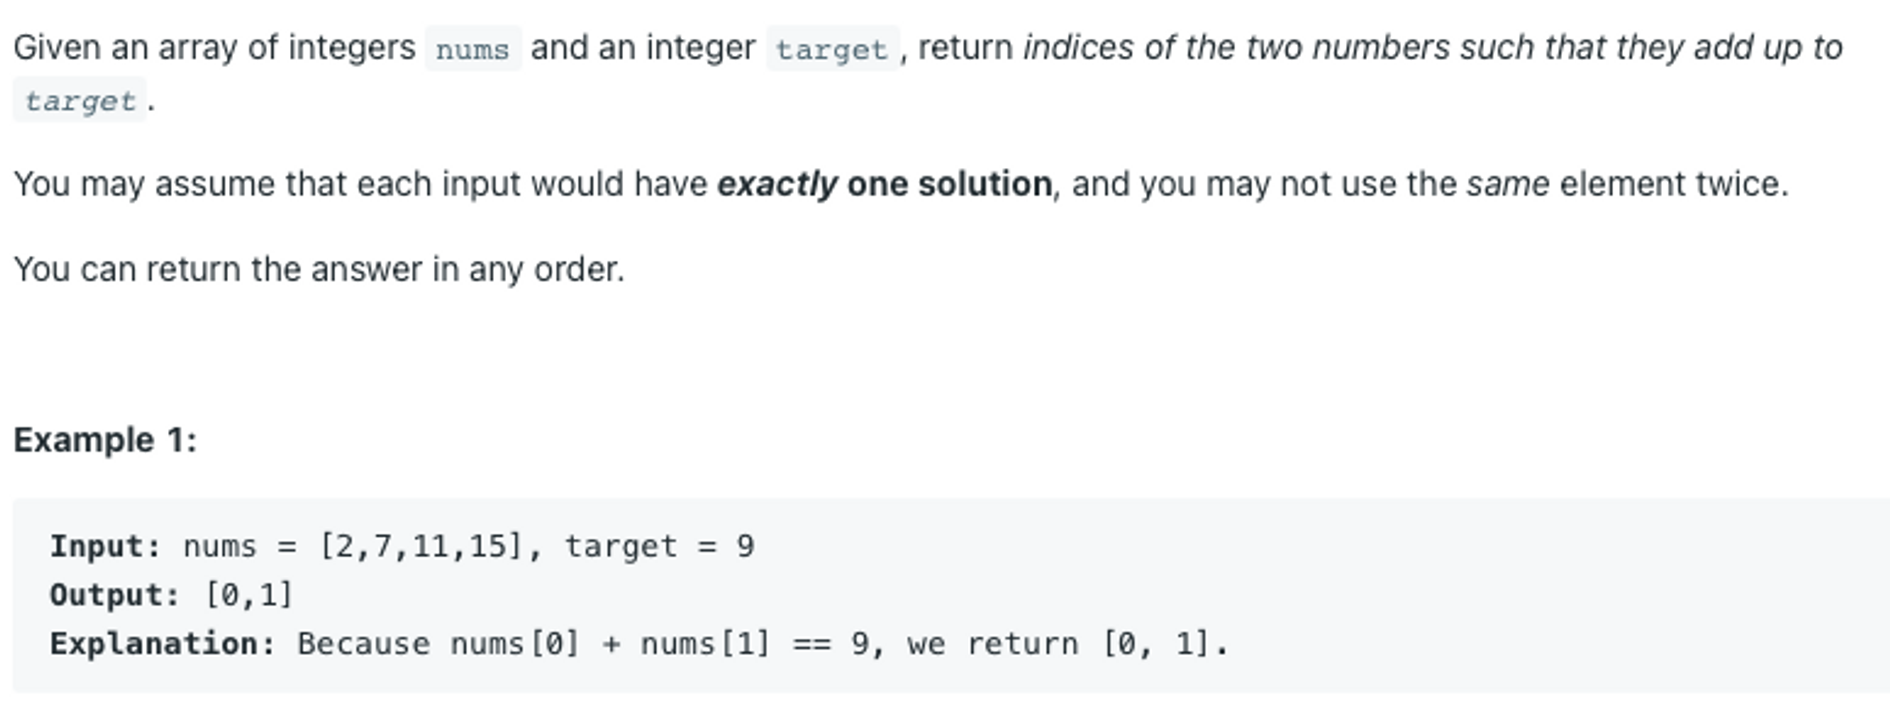 Given an array of integers nums and an integer target, return indices of the two numbers such that they add up to
target.
You may assume that each input would have exactly one solution, and you may not use the same element twice.
You can return the answer in any order.
Example 1:
Input: nums = [2,7,11,15], target = 9
Output: [0,1]
Explanation: Because nums[0] + nums[1] == 9, we return [0, 1].